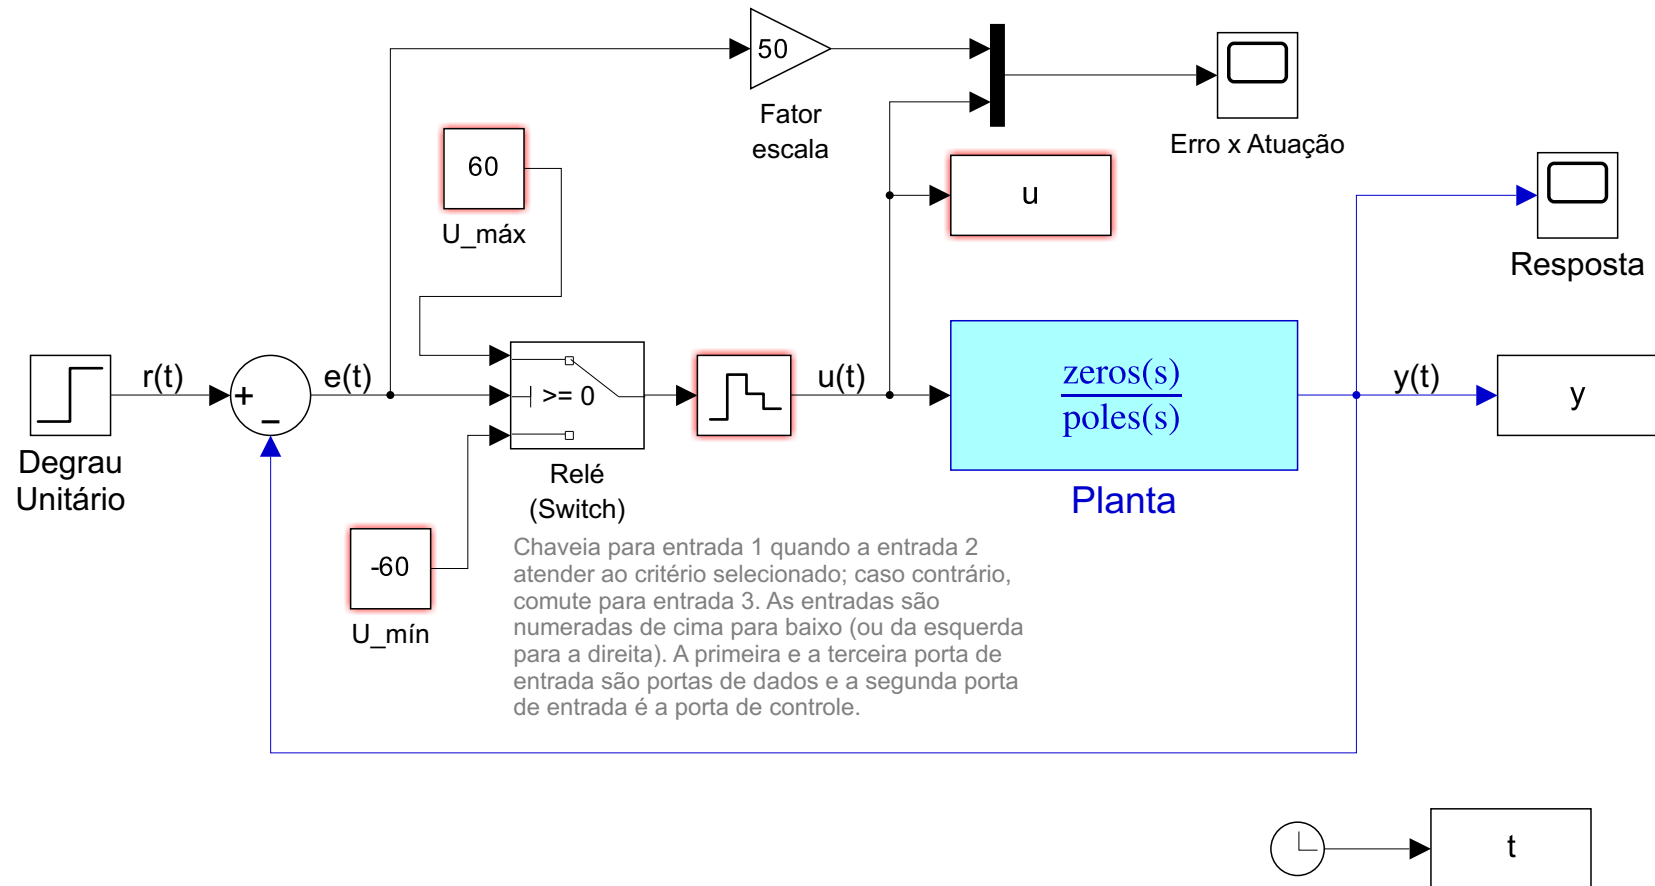 50
Fator
escala
Erro x Atuação
60
U_máx
u
Resposta
r(t)
+
−
e(t)
>= 0
u(t)
zeros(s)
poles(s)
y(t)
y
Degrau
Unitário
Relé
(Switch)
Planta
-60
U_mín
Chaveia para entrada 1 quando a entrada 2
atender ao critério selecionado; caso contrário,
comute para entrada 3. As entradas são
numeradas de cima para baixo (ou da esquerda
para a direita). A primeira e a terceira porta de
entrada são portas de dados e a segunda porta
de entrada é a porta de controle.
t